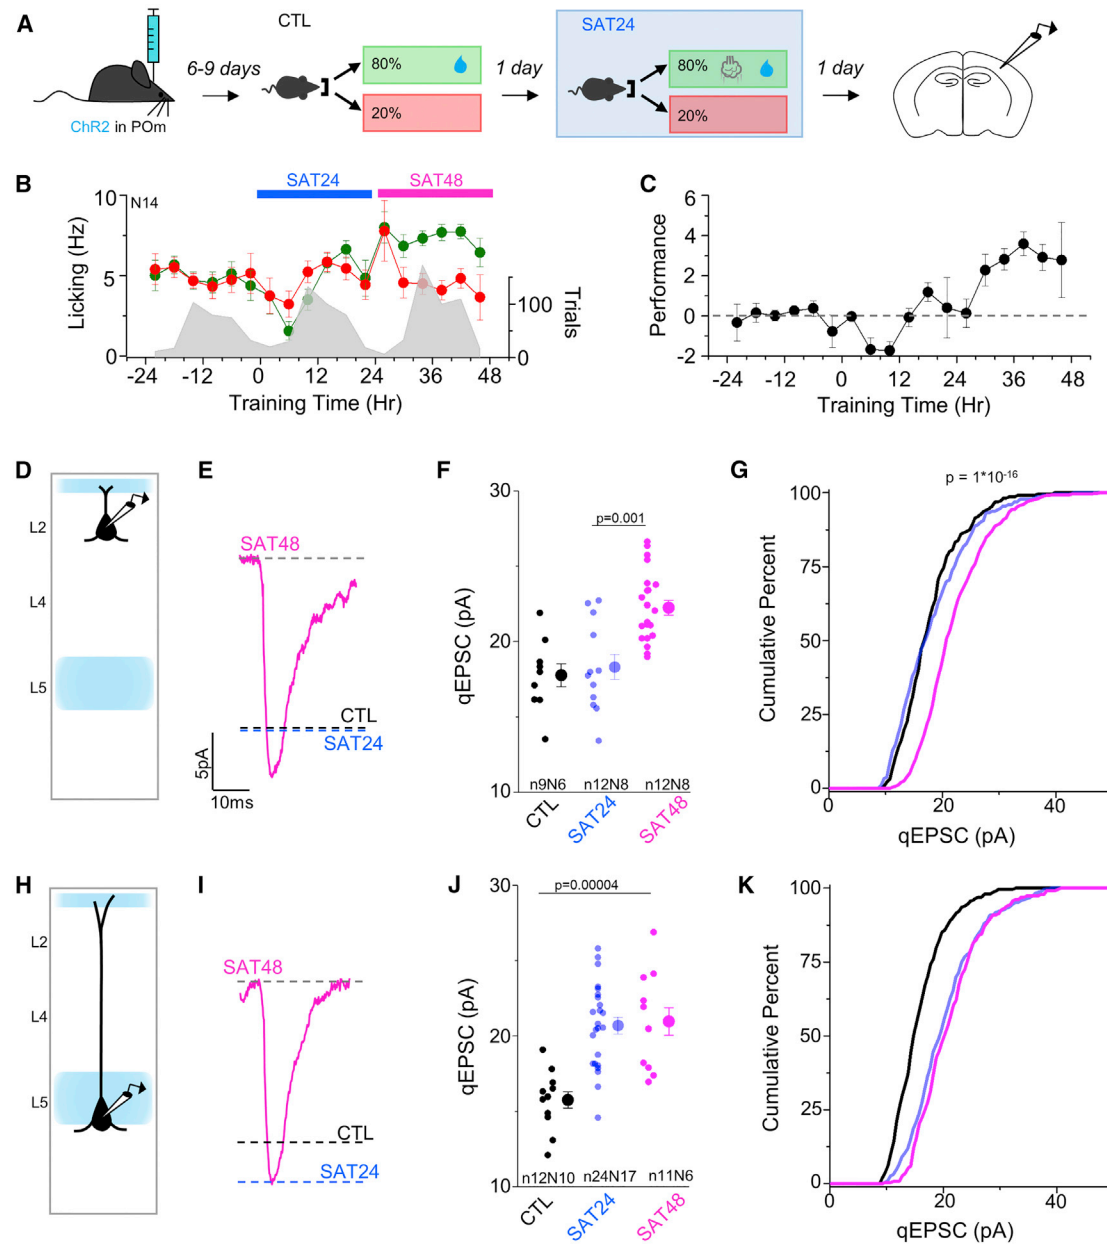 A
CTL
SAT24
6-9 days
80%
20%
1 day
80%
20%
1 day
ChR2 in POm
B
SAT24
SAT48
N14
10
5
0
Licking (Hz)
100
0
Trials
-24
-12
0
12
24
36
48
Training Time (Hr)
C
6
4
2
0
-2
Performance
-24
-12
0
12
24
36
48
Training Time (Hr)
D
L2
L4
L5
E
SAT48
CTL
SAT24
5pA
10ms
F
30
20
10
qEPSC (pA)
p=0.001
n9N6
n12N8
n12N8
CTL
SAT24
SAT48
G
p = 1*10-16
100
75
50
25
0
Cumulative Percent
0
20
40
qEPSC (pA)
H
L2
L4
L5
I
SAT48
CTL
SAT24
J
30
20
10
qEPSC (pA)
p=0.00004
n12N10
n24N17
n11N6
CTL
SAT24
SAT48
K
100
75
50
25
0
Cumulative Percent
0
20
40
qEPSC (pA)